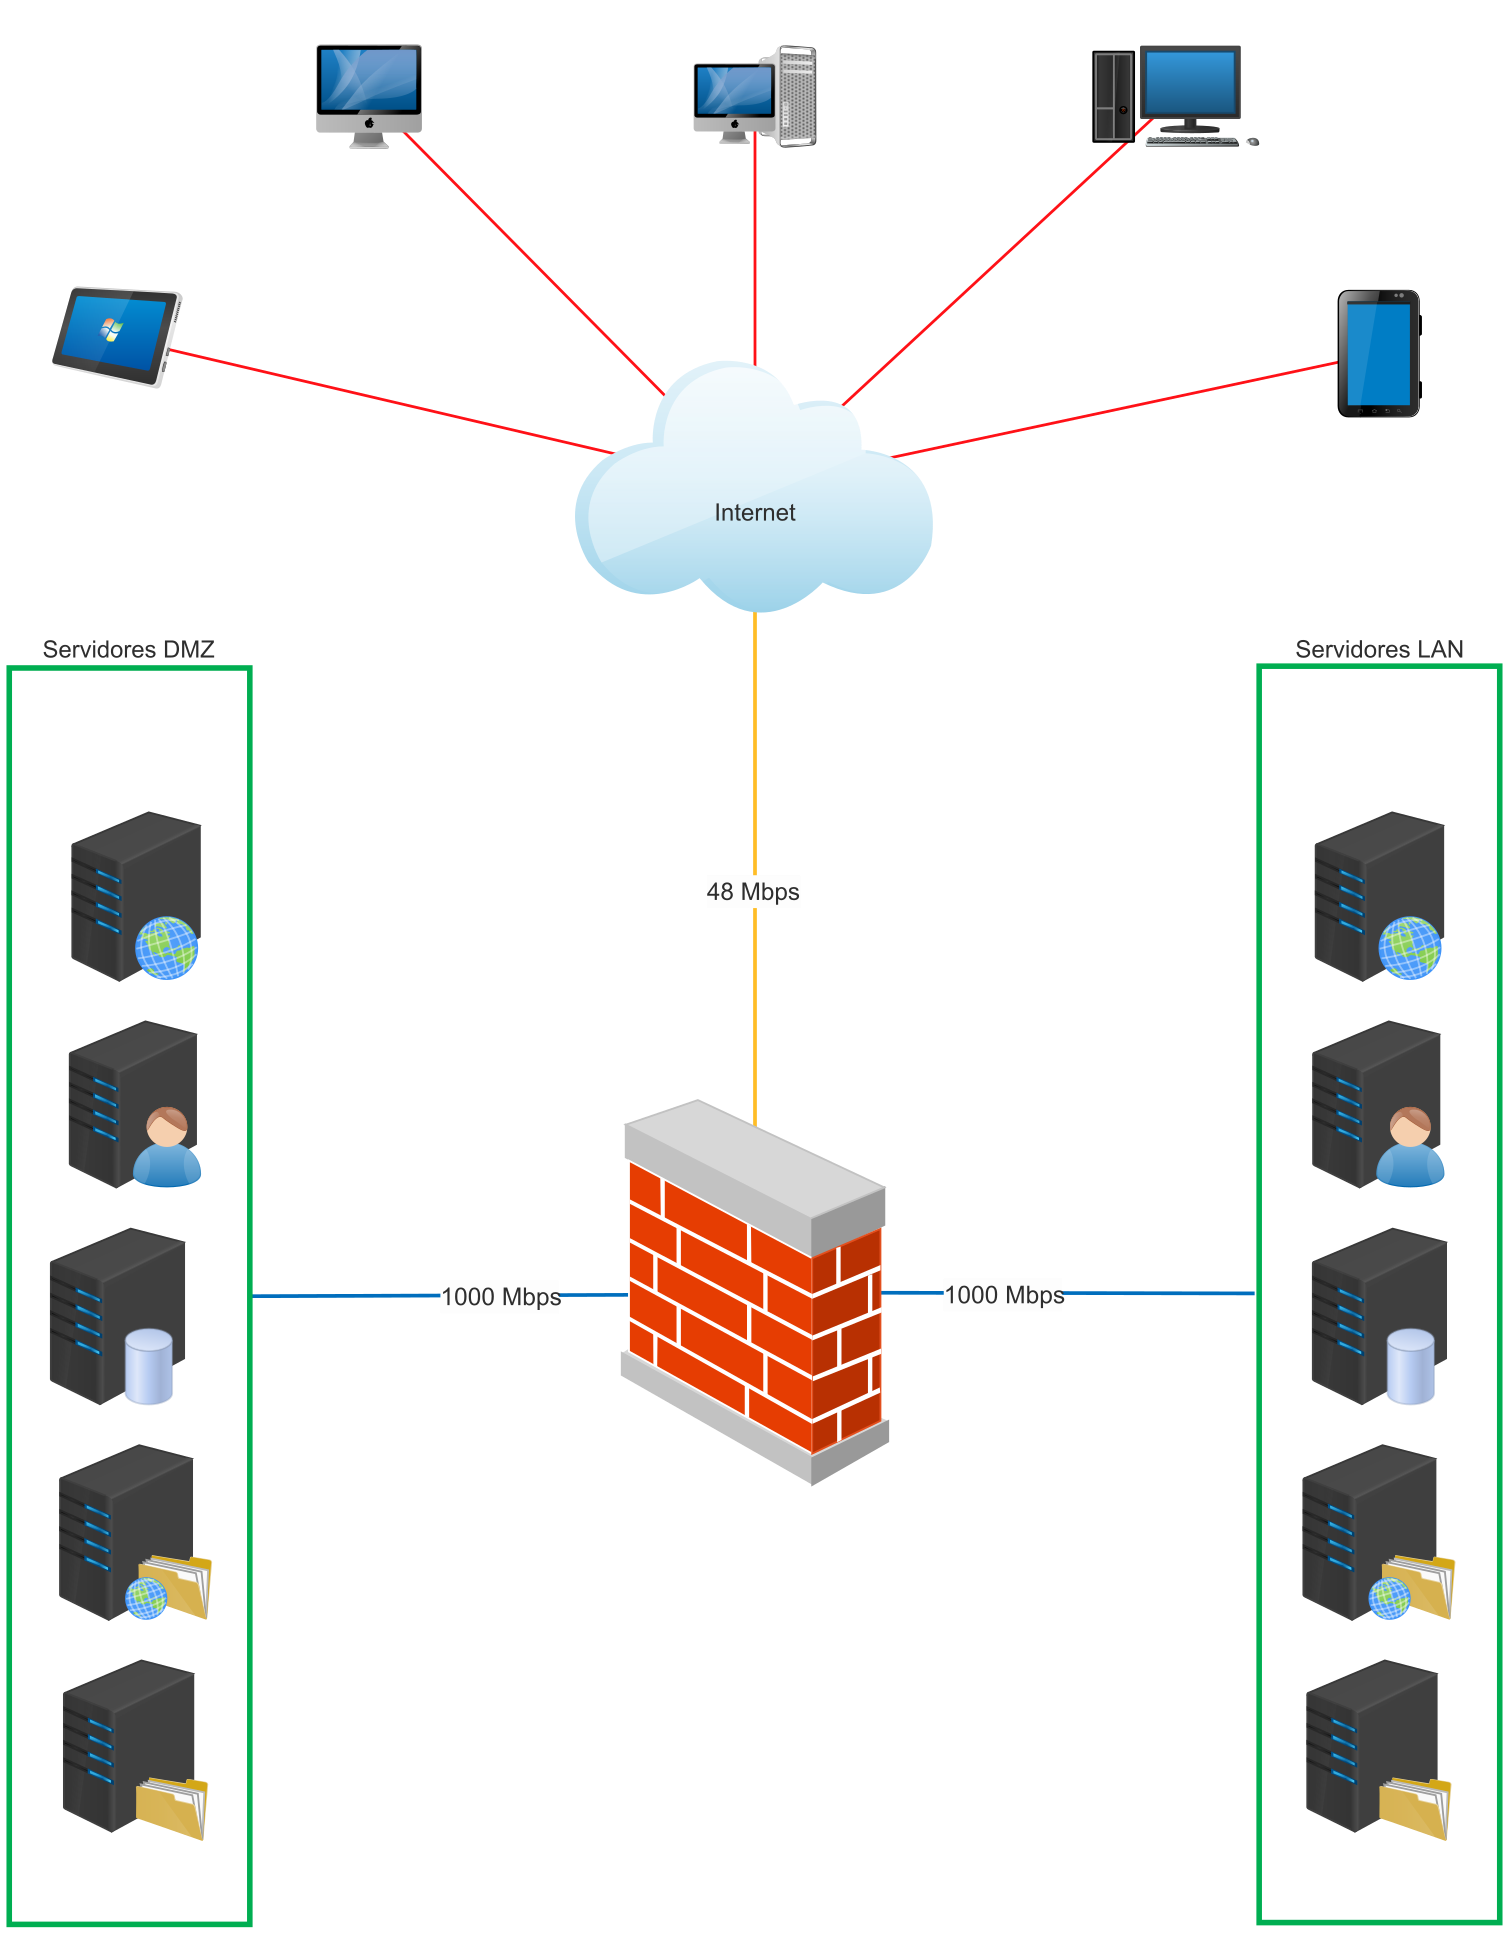 Internet
Servidores DMZ
Servidores LAN
48 Mbps
1000 Mbps
1000 Mbps